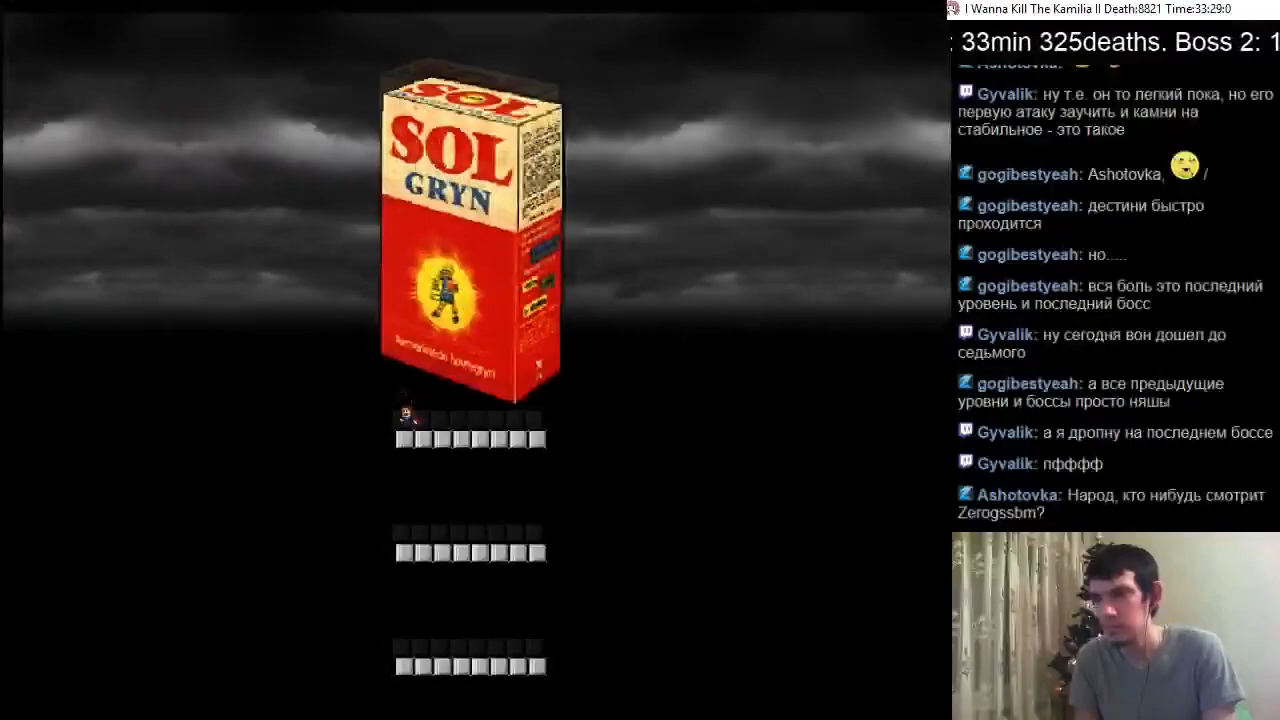 I Wanna Kill The Kamilia II Death:8821 Time:33:29:0
: 33min 325deaths. Boss 2: 1
Gyvalik: ну т.е. он то легкий пока, но его
первую атаку заучить и камни на
стабильное - это такое
gogibestyeah: Ashotovka, /
gogibestyeah: дестини быстро
проходится
gogibestyeah: но.....
gogibestyeah: вся боль это последний
уровень и последний босс
Gyvalik: ну сегодня вон дошел до
седьмого
gogibestyeah: а все предыдущие
уровни и боссы просто няшы
Gyvalik: а я дропну на последнем боссе
Gyvalik: пфффф
Ashotovka: Народ, кто нибудь смотрит
Zerogssbm?
SOL
SOL
GRYN